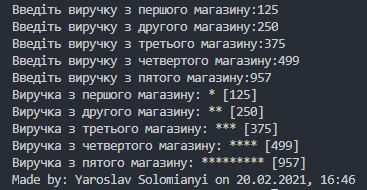 Введіть виручку з першого магазину:125
Введіть виручку з другого магазину:250
Введіть виручку з третього магазину:375
Введіть виручку з четвертого магазину:499
Введіть виручку з пятого магазину:957
Виручка з першого магазину: * [125]
Виручка з другого магазину: ** [250]
Виручка з третього магазину: *** [375]
Виручка з четвертого магазину: **** [499]
Виручка з пятого магазину: ********* [957]
Made by: Yaroslav Solomianyi on 20.02.2021, 16:46